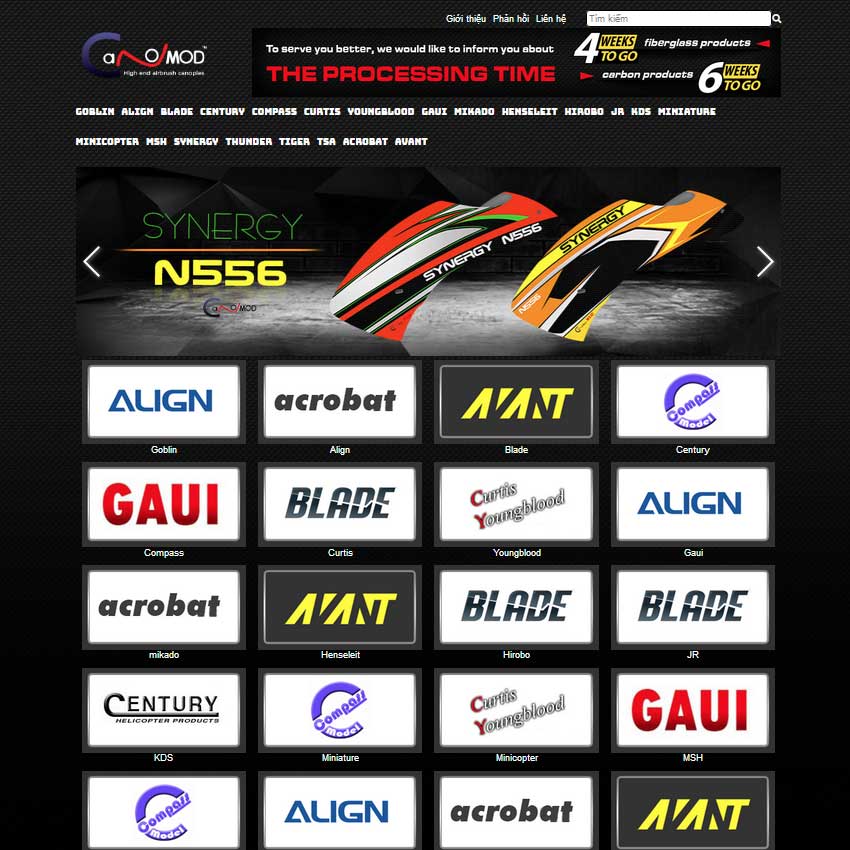 Giới thiệu Phản hồi Liên hệ Tìm kiếm
CaNOMOD™
High end airbrush canopies
To serve you better, we would like to inform you about
THE PROCESSING TIME
4 WEEKS TO GO fiberglass products
carbon products 6 WEEKS TO GO
GOBLIN ALIGN BLADE CENTURY COMPASS CURTIS YOUNGBLOOD GAUI MIKADO HENSELEIT HIROBO JR KDS MINIATURE
MINICOPTER MSH SYNERGY THUNDER TIGER TSA ACROBAT AVANT
SYNERGY
N556
CaNOMOD
SYNERGY N556
SYNERGY
N556
ALIGN acrobat AVANT Compass Model
Goblin Align Blade Century
GAUI BLADE Curtis Youngblood ALIGN
Compass Curtis Youngblood Gaui
acrobat AVANT BLADE BLADE
mikado Henseleit Hirobo JR
CENTURY HELICOPTER PRODUCTS Compass Model Curtis Youngblood GAUI
KDS Miniature Minicopter MSH
Compass Model ALIGN acrobat AVANT